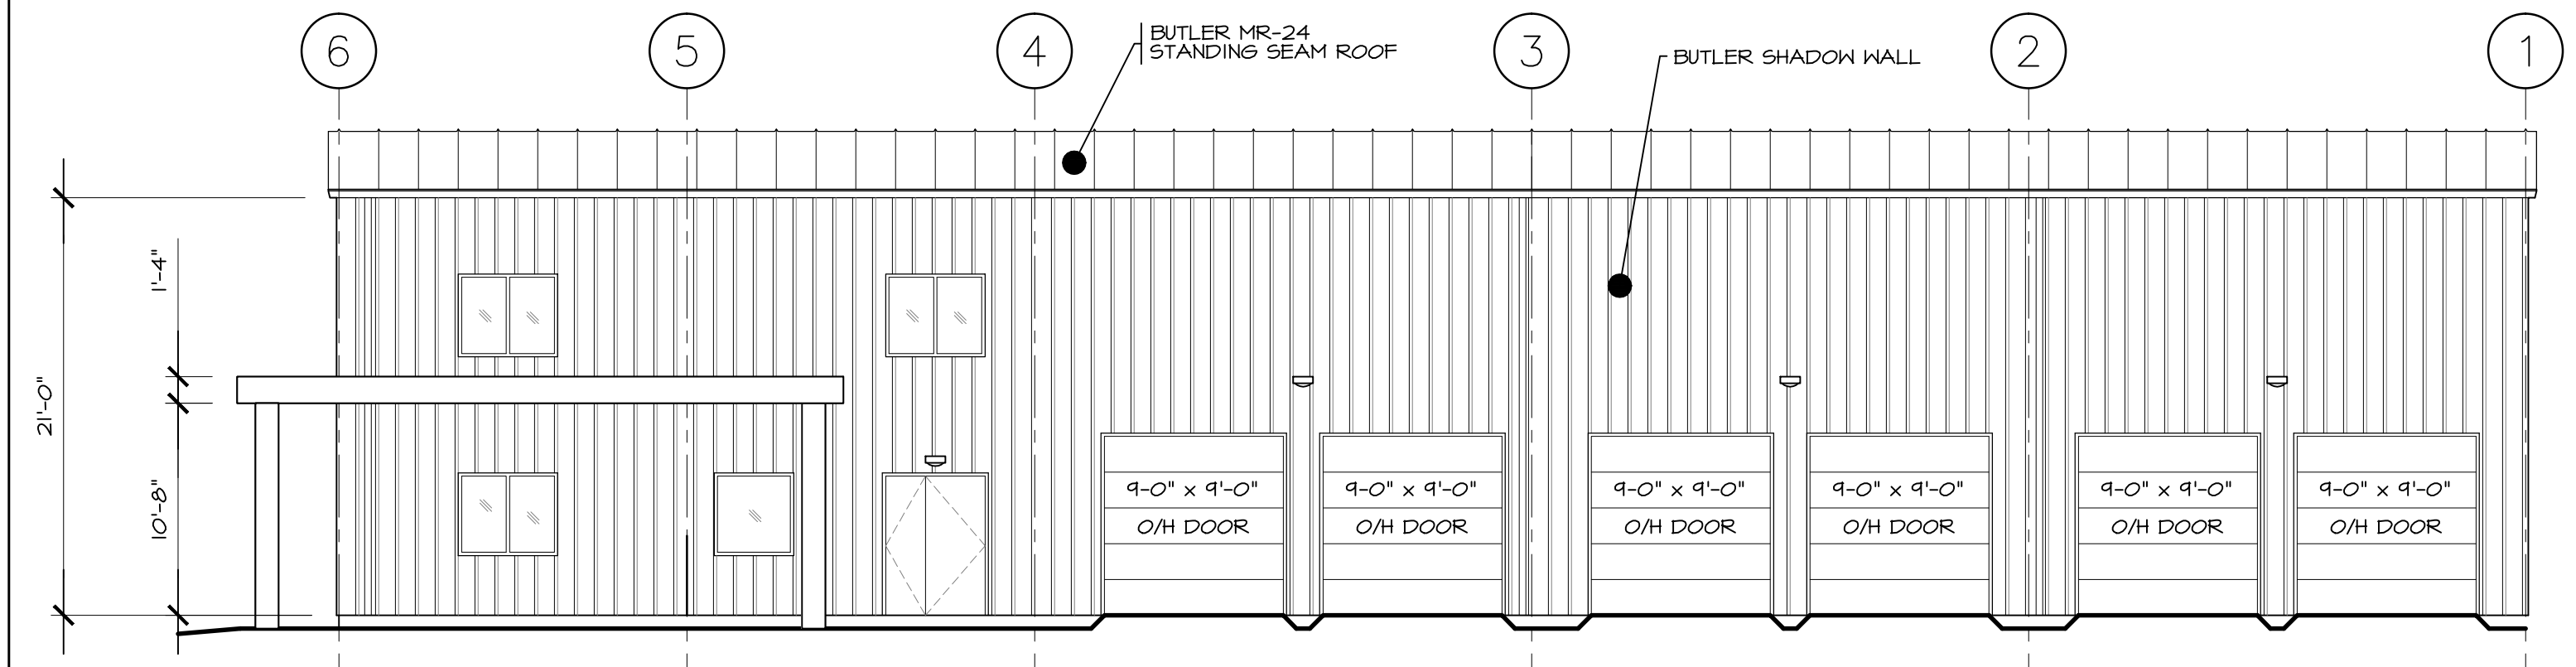 6
5
4
3
2
1
BUTLER MR-24
STANDING SEAM ROOF
BUTLER SHADOW WALL
1'-4"
21'-0"
10'-8"
9-0" x 9'-0"
O/H DOOR
9-0" x 9'-0"
O/H DOOR
9-0" x 9'-0"
O/H DOOR
9-0" x 9'-0"
O/H DOOR
9-0" x 9'-0"
O/H DOOR
9-0" x 9'-0"
O/H DOOR